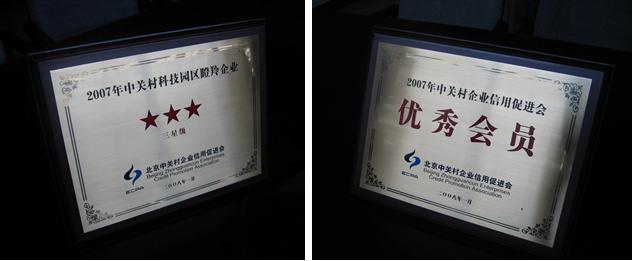 2007年中关村科技园区瞪羚企业
★★★
三星级
北京中关村企业信用促进会
Beijing Zhongguancun Enterprises
Credit Promotion Association
ECPA
二〇〇八年一月
2007年中关村企业信用促进会
优秀会员
北京中关村企业信用促进会
Beijing Zhongguancun Enterprises
Credit Promotion Association
ECPA
二〇〇八年一月